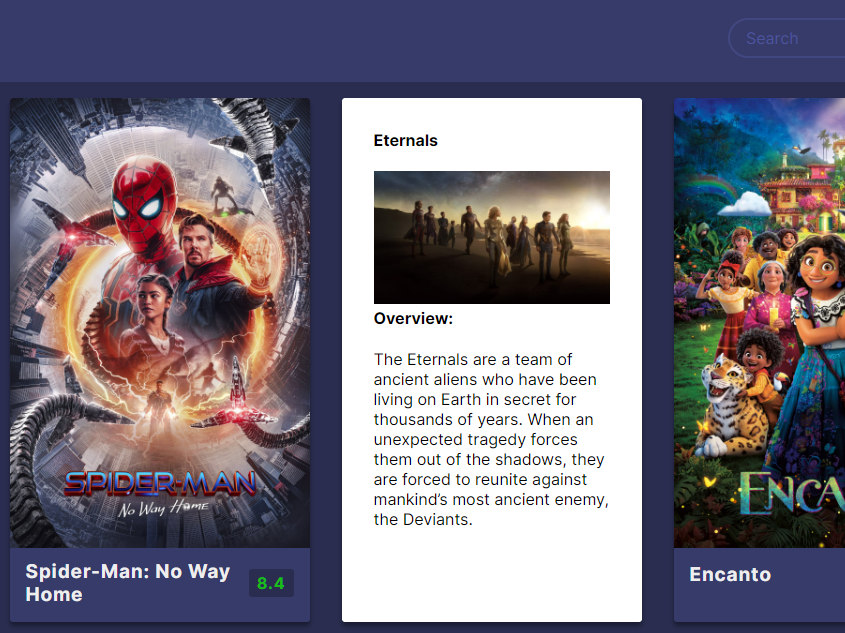 Search
SPIDER-MAN
No Way Home
Spider-Man: No Way
Home
8.4
Eternals
Overview:
The Eternals are a team of
ancient aliens who have been
living on Earth in secret for
thousands of years. When an
unexpected tragedy forces
them out of the shadows, they
are forced to reunite against
mankind’s most ancient enemy,
the Deviants.
ENCA
Encanto